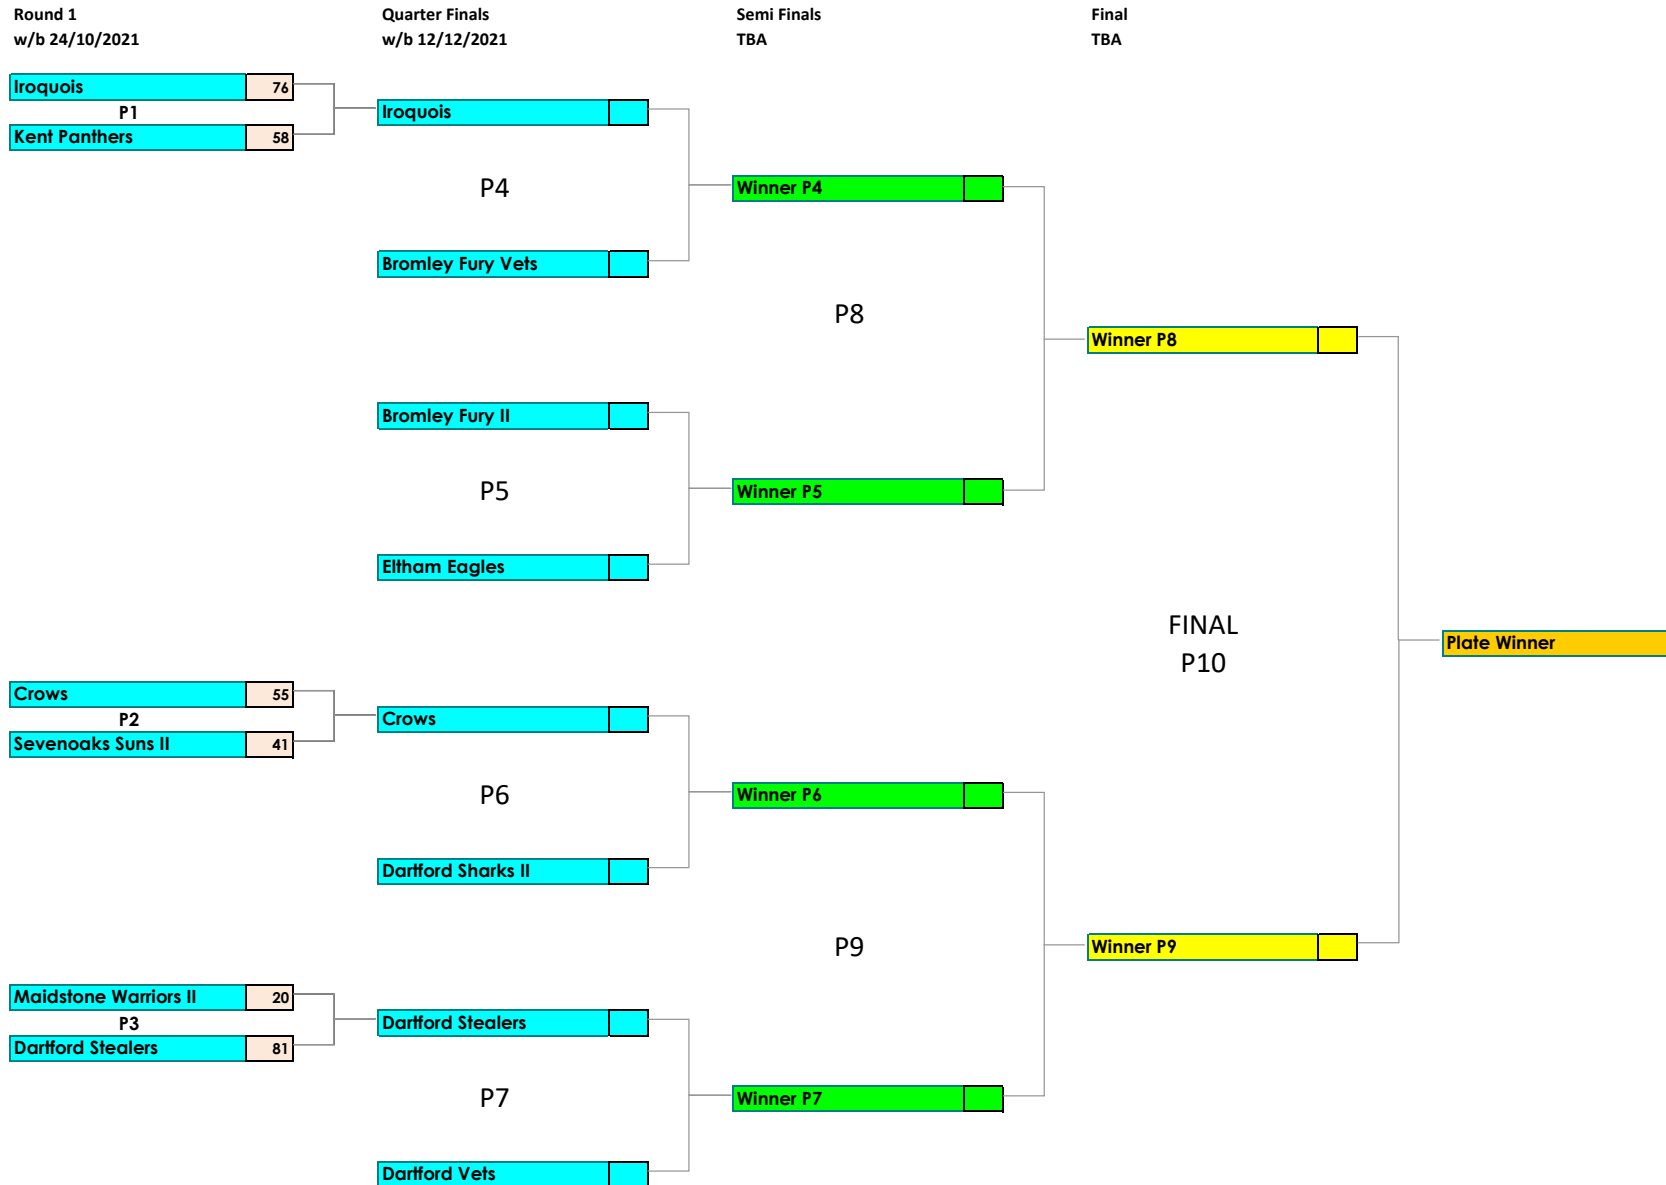 Round 1
w/b 24/10/2021
Quarter Finals
w/b 12/12/2021
Semi Finals
TBA
Final
TBA
Iroquois 76
P1
Kent Panthers 58
Iroquois
P4
Bromley Fury Vets
Winner P4
P8
Winner P8
Bromley Fury II
P5
Eltham Eagles
Winner P5
FINAL
P10
Plate Winner
Crows 55
P2
Sevenoaks Suns II 41
Crows
P6
Dartford Sharks II
Winner P6
P9
Winner P9
Maidstone Warriors II 20
P3
Dartford Stealers 81
Dartford Stealers
P7
Dartford Vets
Winner P7